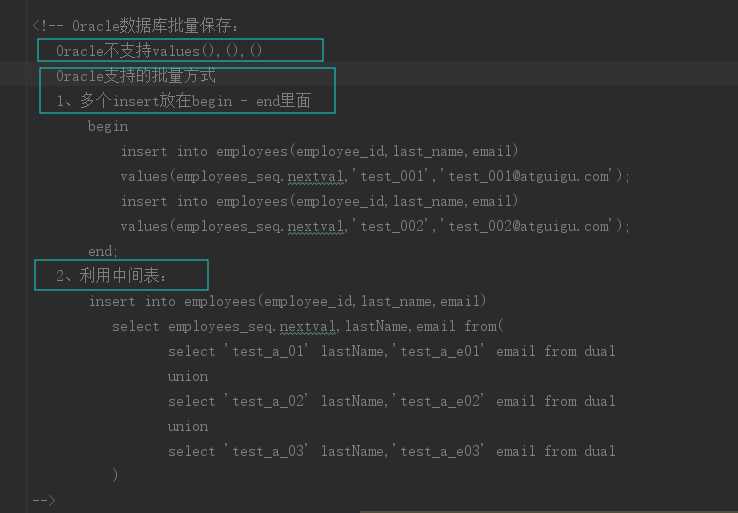 <!-- Oracle数据库批量保存:
Oracle不支持values(),(),()
Oracle支持的批量方式
1、多个insert放在begin - end里面
begin
insert into employees(employee_id,last_name,email)
values(employees_seq.nextval,'test_001','test_001@atguigu.com');
insert into employees(employee_id,last_name,email)
values(employees_seq.nextval,'test_002','test_002@atguigu.com');
end;
2、利用中间表:
insert into employees(employee_id,last_name,email)
select employees_seq.nextval,lastName,email from(
select 'test_a_01' lastName,'test_a_e01' email from dual
union
select 'test_a_02' lastName,'test_a_e02' email from dual
union
select 'test_a_03' lastName,'test_a_e03' email from dual
)
-->